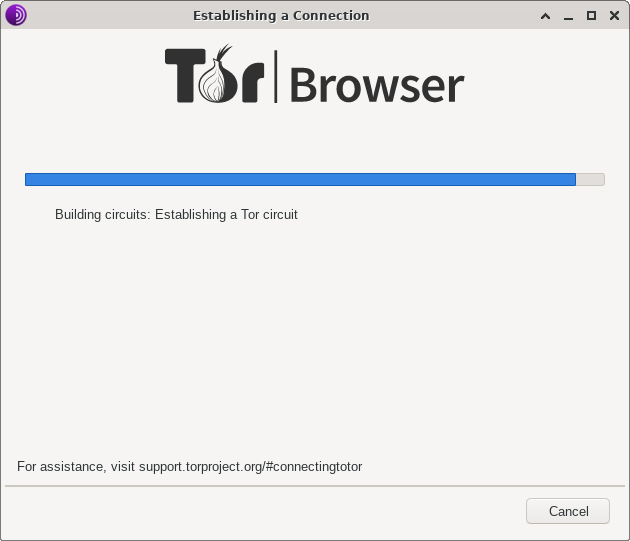 Establishing a Connection
Tor Browser
Building circuits: Establishing a Tor circuit
For assistance, visit support.torproject.org/#connectingtotor
Cancel